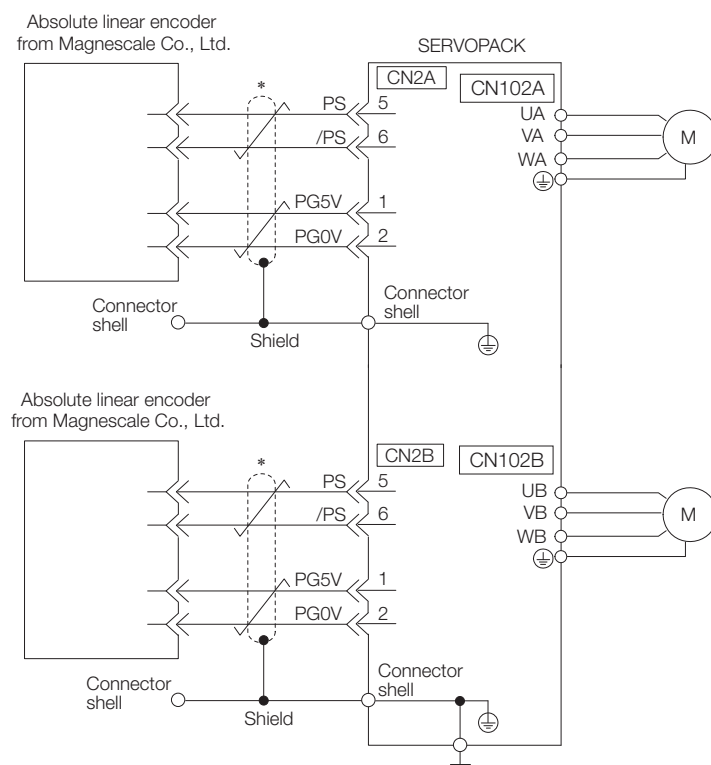 Absolute linear encoder
from Magnescale Co., Ltd.
SERVOPACK
*
CN2A
CN102A
PS
5
UA
/PS
6
VA
M
WA
PG5V
1
PG0V
2
Connector
shell
Connector
shell
Shield
Absolute linear encoder
from Magnescale Co., Ltd.
*
CN2B
CN102B
PS
5
UB
/PS
6
VB
M
WB
PG5V
1
PG0V
2
Connector
shell
Connector
shell
Shield